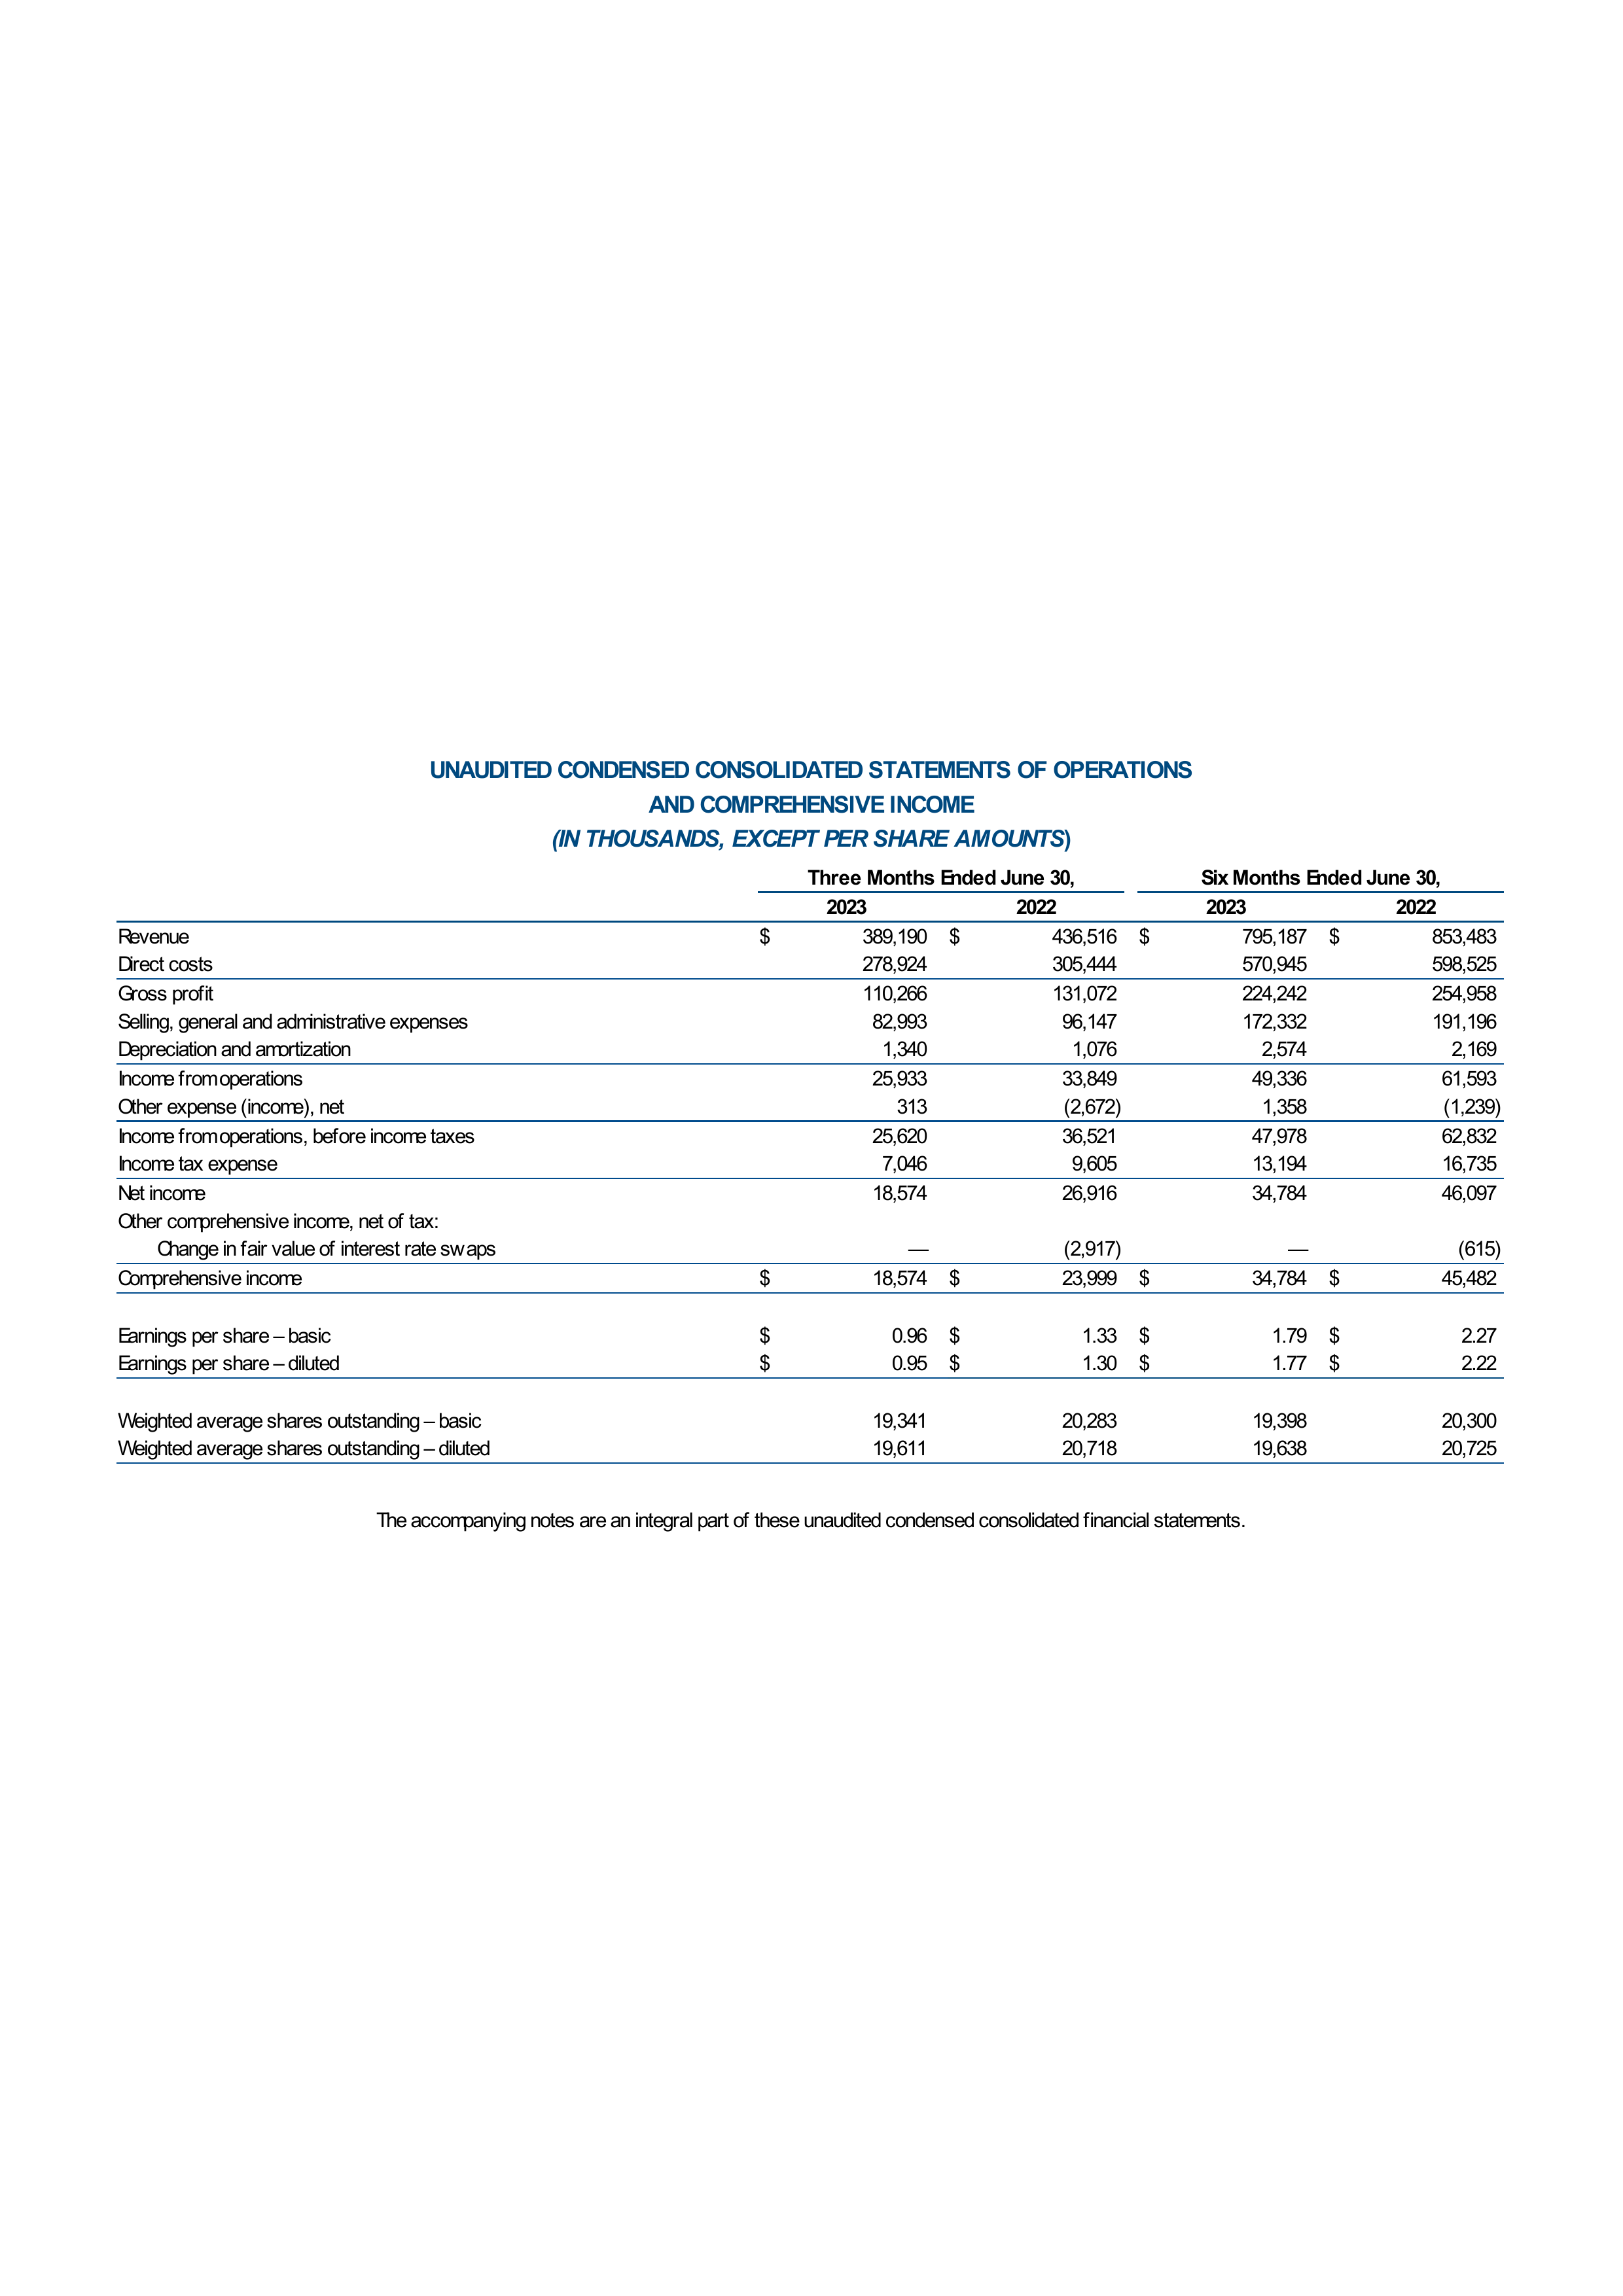 UNAUDITED CONDENSED CONSOLIDATED STATEMENTS OF OPERATIONS
AND COMPREHENSIVE INCOME
(IN THOUSANDS, EXCEPT PER SHARE AMOUNTS)
Three Months Ended June 30, Six Months Ended June 30,
2023 2022 2023 2022
Revenue $ 389,190 $ 436,516 $ 795,187 $ 853,483
Direct costs 278,924 305,444 570,945 598,525
Gross profit 110,266 131,072 224,242 254,958
Selling, general and administrative expenses 82,993 96,147 172,332 191,196
Depreciation and amortization 1,340 1,076 2,574 2,169
Income from operations 25,933 33,849 49,336 61,593
Other expense (income), net 313 (2,672) 1,358 (1,239)
Income from operations, before income taxes 25,620 36,521 47,978 62,832
Income tax expense 7,046 9,605 13,194 16,735
Net income 18,574 26,916 34,784 46,097
Other comprehensive income, net of tax:
Change in fair value of interest rate swaps — (2,917) — (615)
Comprehensive income $ 18,574 $ 23,999 $ 34,784 $ 45,482
Earnings per share – basic $ 0.96 $ 1.33 $ 1.79 $ 2.27
Earnings per share – diluted $ 0.95 $ 1.30 $ 1.77 $ 2.22
Weighted average shares outstanding – basic 19,341 20,283 19,398 20,300
Weighted average shares outstanding – diluted 19,611 20,718 19,638 20,725
The accompanying notes are an integral part of these unaudited condensed consolidated financial statements.